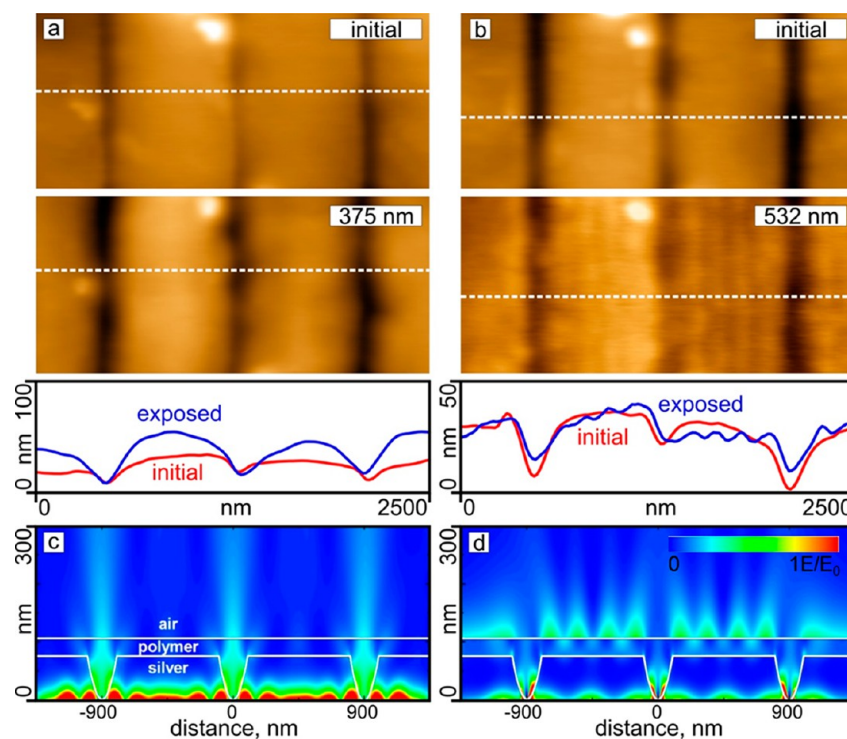 a initial b initial
375 nm 532 nm
100 exposed initial 0 nm
0 nm 2500
50 exposed initial 0 nm
0 nm 2500
c 300 nm 0 air polymer silver
-900 0 900
distance, nm
d 0 1E/E0
-900 0 900
distance, nm